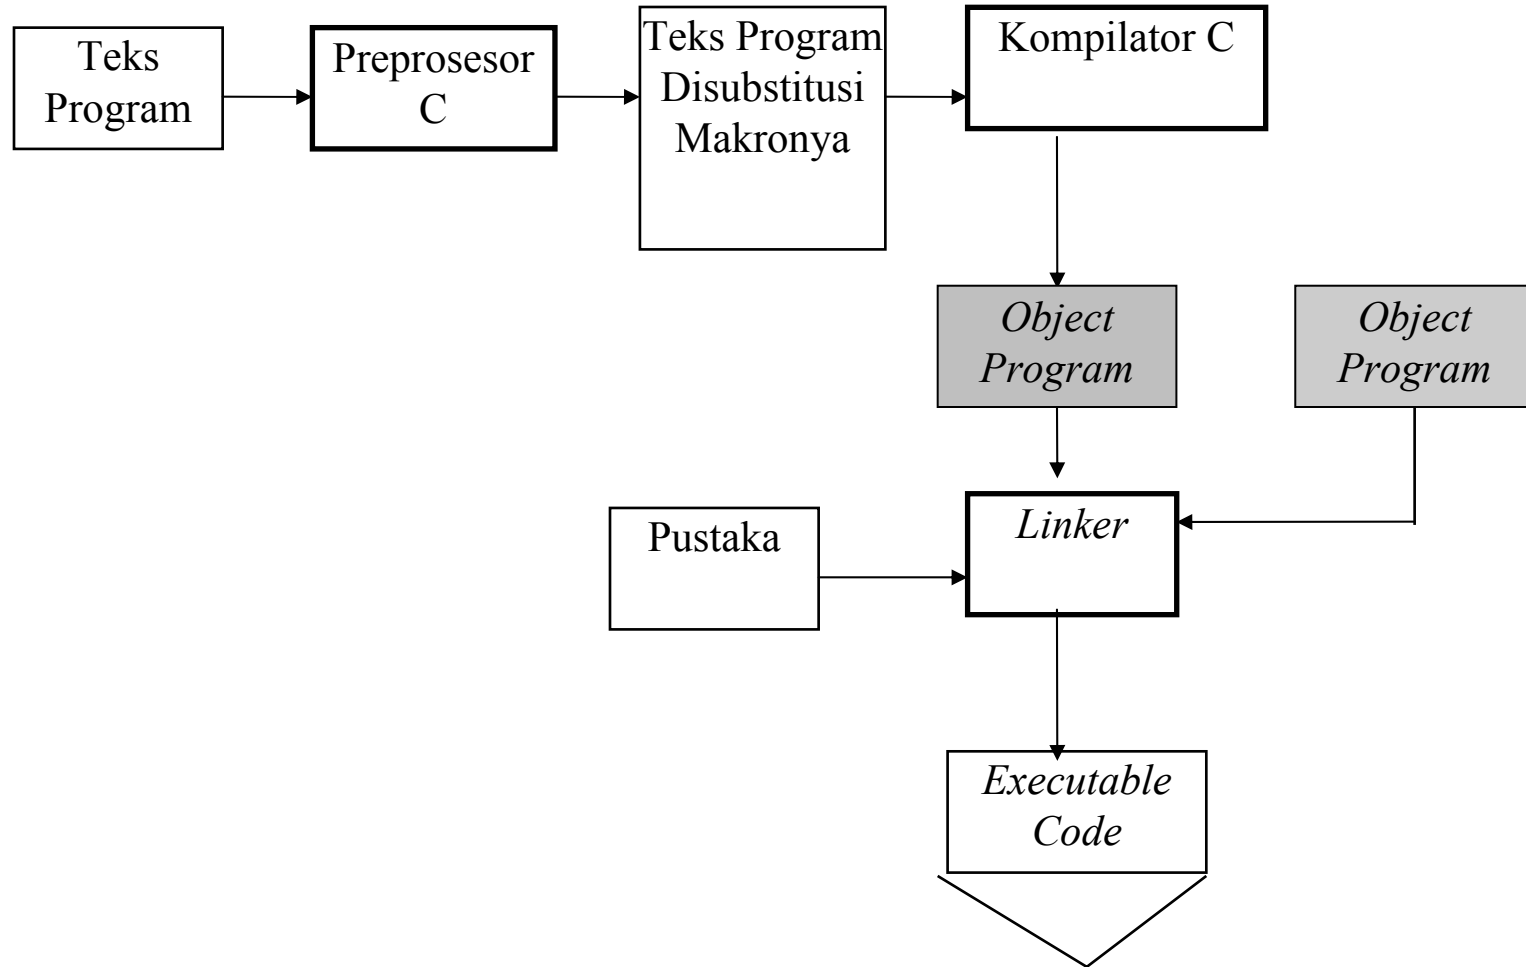 Teks
Program
Preprosesor
C
Teks Program
Disubstitusi
Makronya
Kompilator C
Object
Program
Object
Program
Pustaka
Linker
Executable
Code